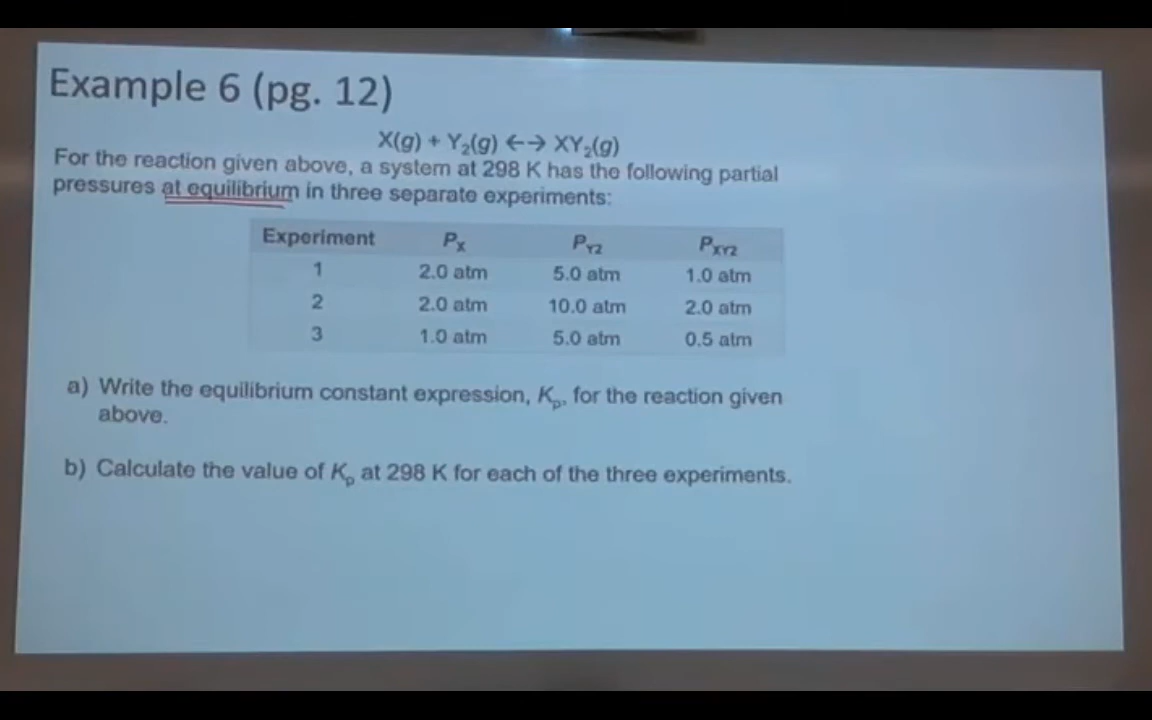 Example 6 (pg. 12)
X(g) + Y₂(g) ←→ XY₂(g)
For the reaction given above, a system at 298 K has the following partial
pressures at equilibrium in three separate experiments:
Experiment Pₓ P_Y2 P_XY2
1 2.0 atm 5.0 atm 1.0 atm
2 2.0 atm 10.0 atm 2.0 atm
3 1.0 atm 5.0 atm 0.5 atm
a) Write the equilibrium constant expression, Kₚ, for the reaction given
above.
b) Calculate the value of Kₚ at 298 K for each of the three experiments.